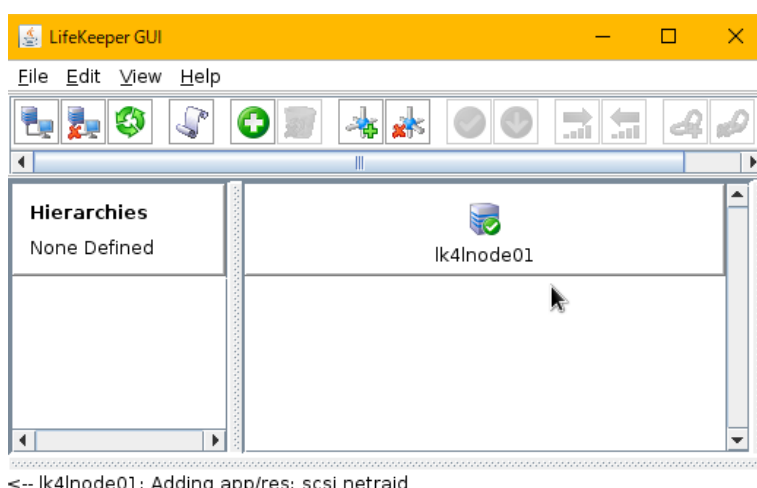 LifeKeeper GUI
File Edit View Help
Hierarchies
None Defined
lk4lnode01
<-- lk4lnode01: Adding app/res: scsi netraid